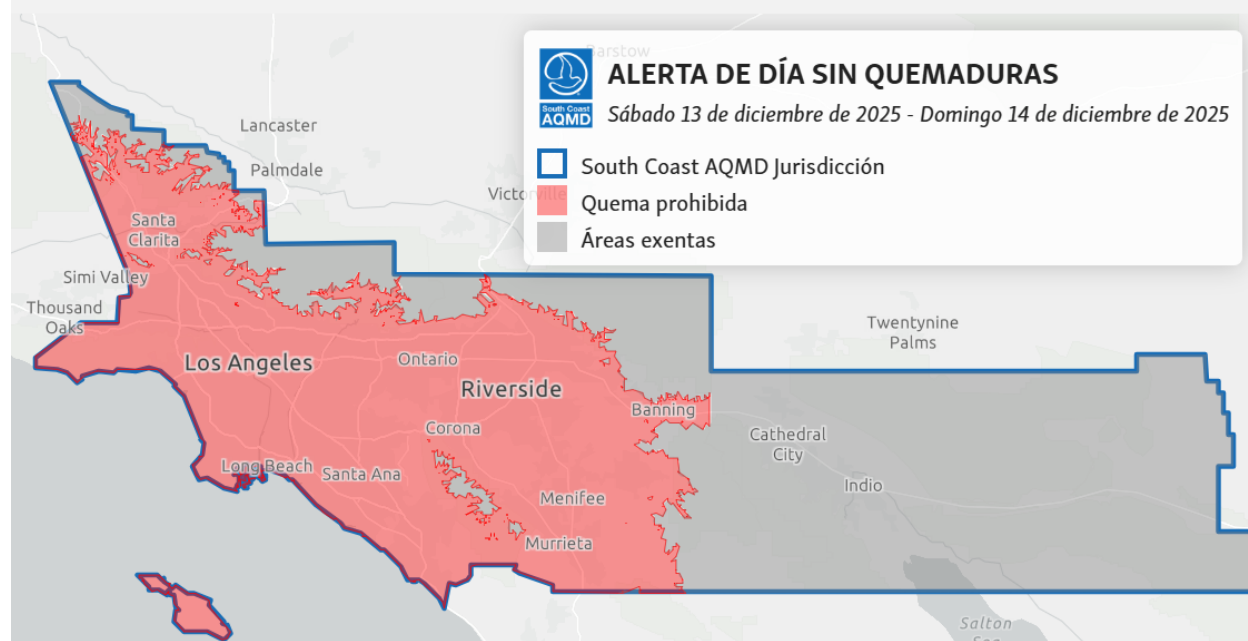 Barstow
South Coast
AQMD
ALERTA DE DÍA SIN QUEMADURAS
Sábado 13 de diciembre de 2025 - Domingo 14 de diciembre de 2025
South Coast AQMD Jurisdicción
Quema prohibida
Áreas exentas
Lancaster
Palmdale
Victorville
Santa
Clarita
Simi Valley
Thousand
Oaks
Twentynine
Palms
Los Angeles
Ontario
Riverside
Banning
Corona
Cathedral
City
Long Beach
Santa Ana
Indio
Menifee
Murrieta
Salton
Sea